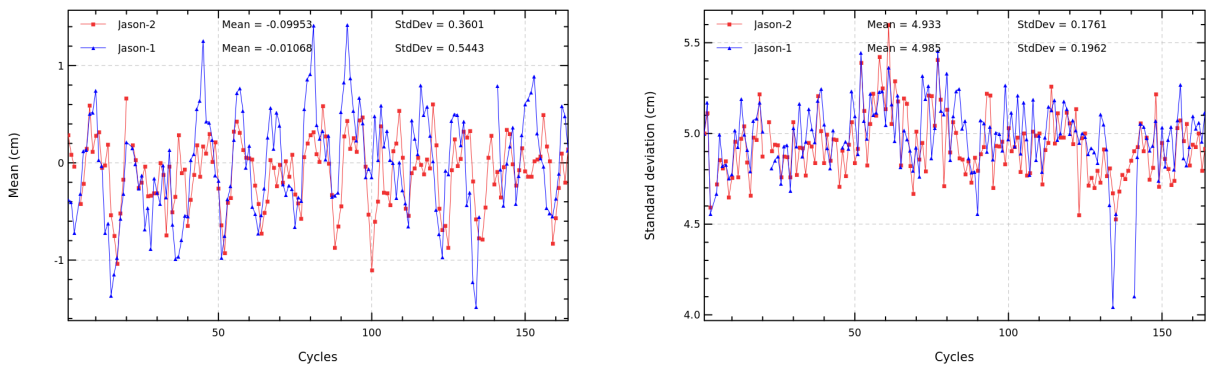 Jason-2 Mean = -0.09953 StdDev = 0.3601
Jason-1 Mean = -0.01068 StdDev = 0.5443
1
0
-1
Mean (cm)
50 100 150
Cycles
Jason-2 Mean = 4.933 StdDev = 0.1761
Jason-1 Mean = 4.985 StdDev = 0.1962
5.5
5.0
4.5
4.0
Standard deviation (cm)
50 100 150
Cycles